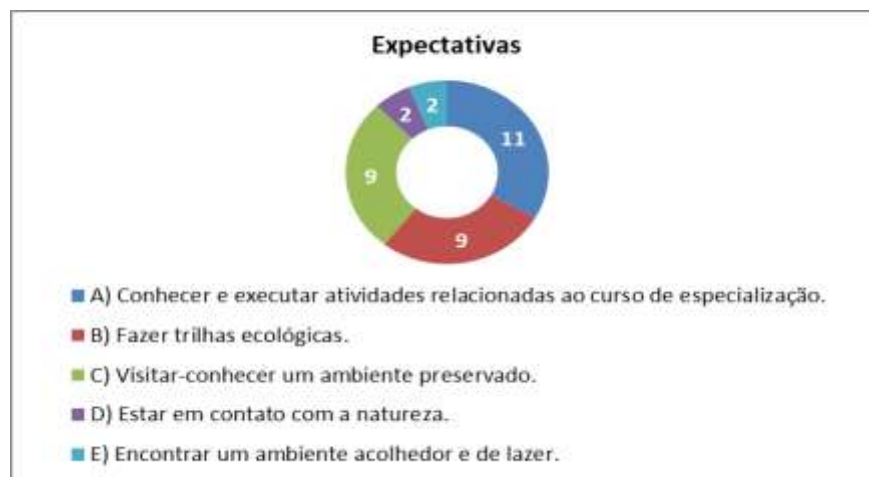 Expectativas
2
2
11
9
9
A) Conhecer e executar atividades relacionadas ao curso de especialização.
B) Fazer trilhas ecológicas.
C) Visitar-conhecer um ambiente preservado.
D) Estar em contato com a natureza.
E) Encontrar um ambiente acolhedor e de lazer.